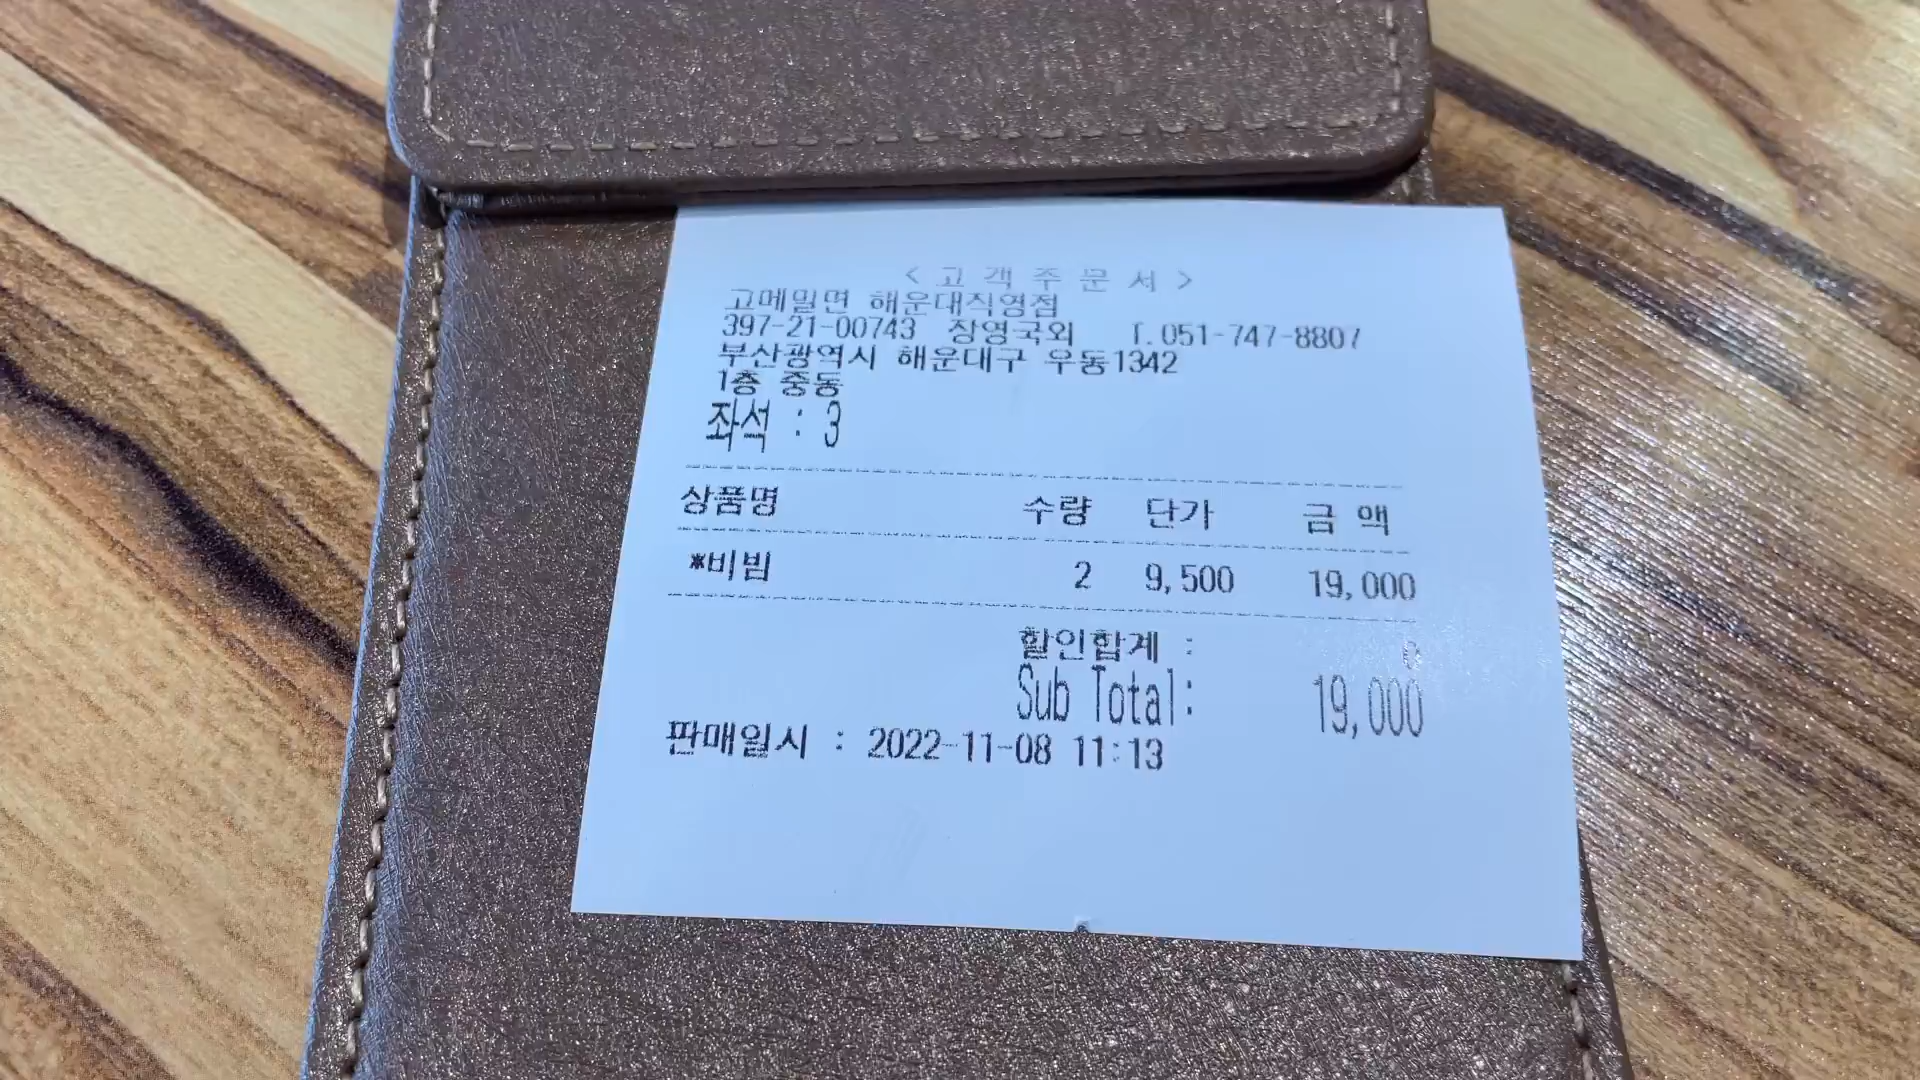 < 고 객 주 문 서 >
고메밀면 해운대직영점
397-21-00743 장영국외 T.051-747-8807
부산광역시 해운대구 우동1342
1층 중동
좌석 : 3
상품명 수량 단가 금 액
*비빔 2 9,500 19,000
할인합계 : 0
Sub Total: 19,000
판매일시 : 2022-11-08 11:13